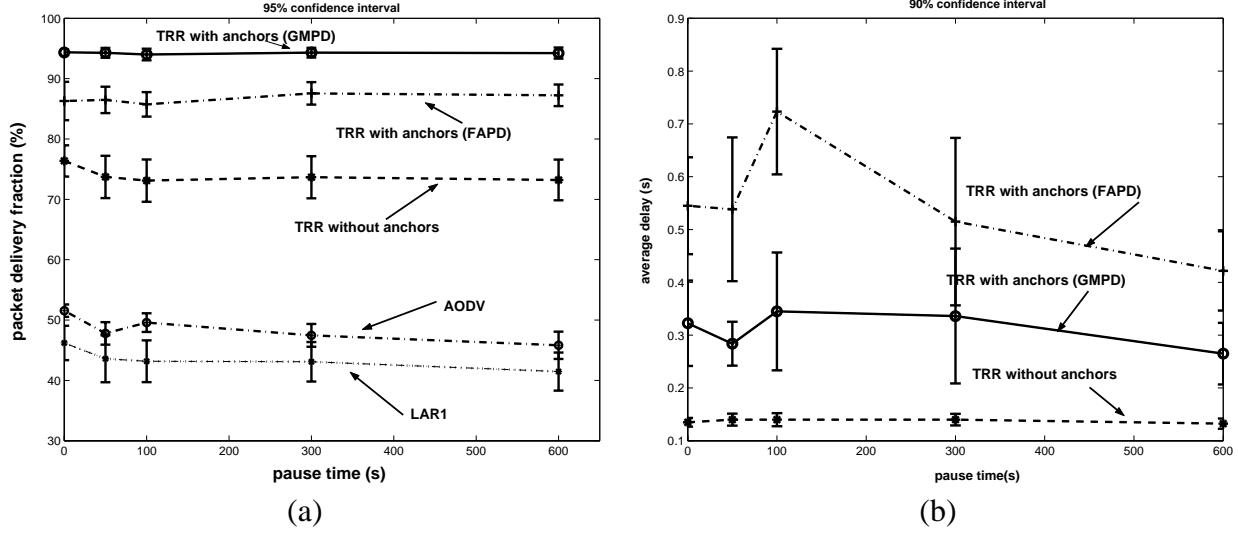 95% confidence interval
100
90
80
70
60
50
40
30
0
100
200
300
400
500
600
packet delivery fraction (%)
pause time (s)
TRR with anchors (GMPD)
TRR with anchors (FAPD)
TRR without anchors
AODV
LAR1
(a)
90% confidence interval
0.9
0.8
0.7
0.6
0.5
0.4
0.3
0.2
0.1
0
100
200
300
400
500
600
average delay (s)
pause time(s)
TRR with anchors (FAPD)
TRR with anchors (GMPD)
TRR without anchors
(b)